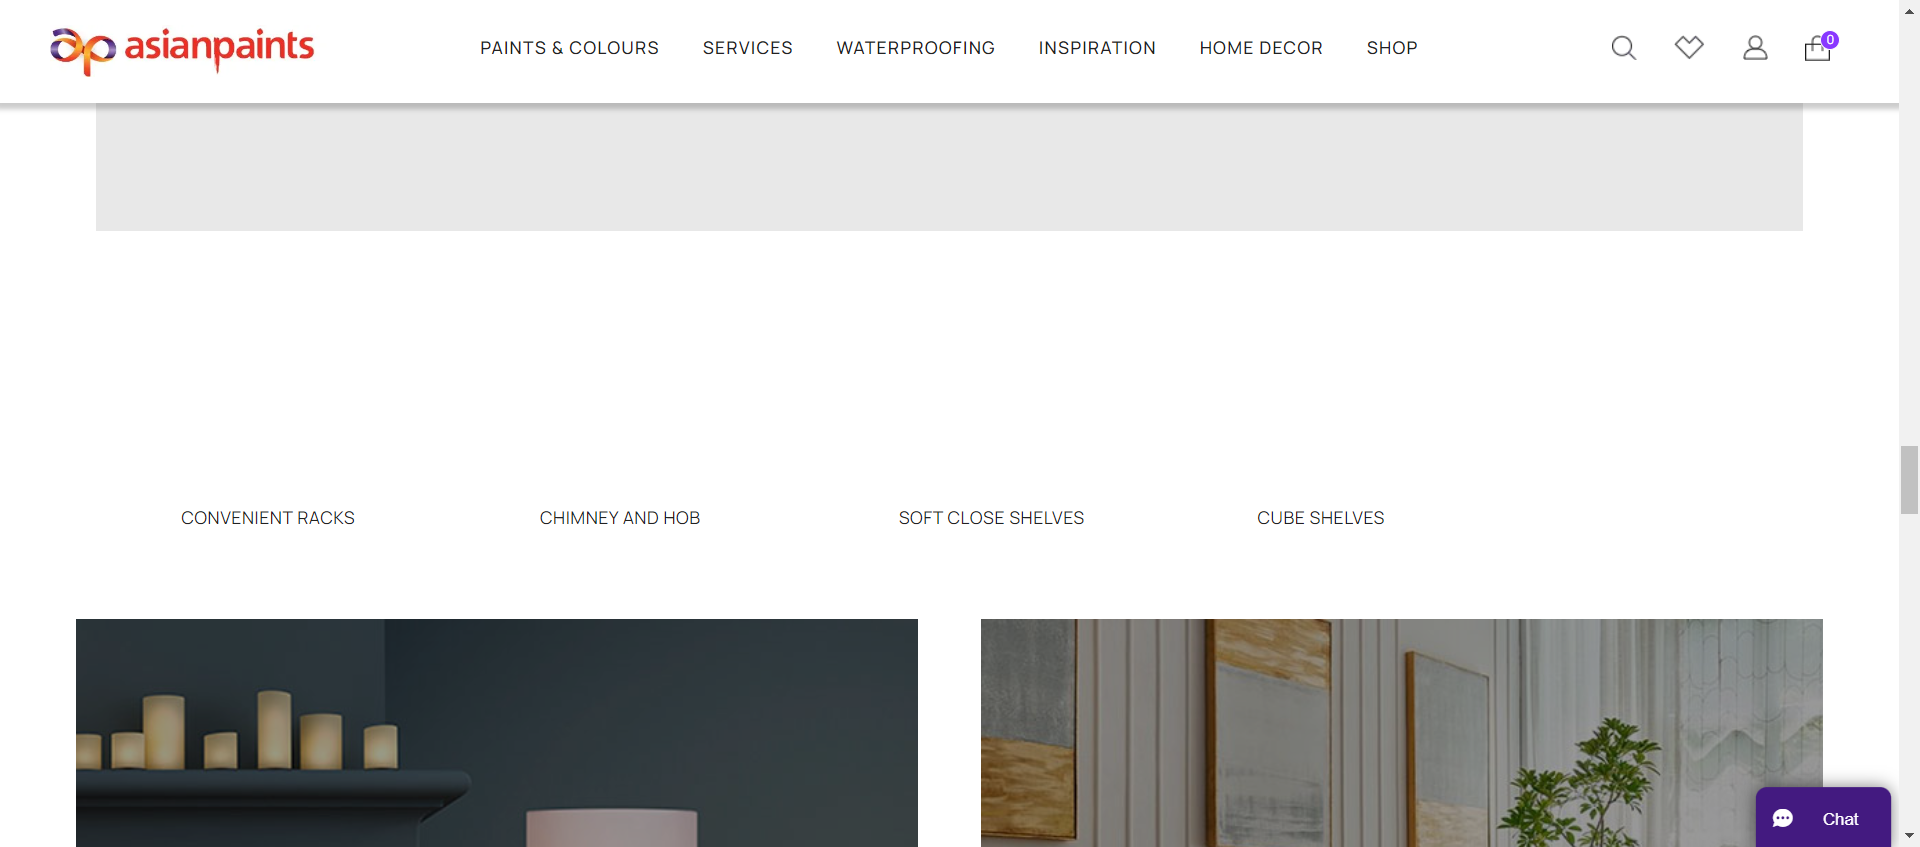 asianpaints
PAINTS & COLOURS SERVICES WATERPROOFING INSPIRATION HOME DECOR SHOP
0
CONVENIENT RACKS CHIMNEY AND HOB SOFT CLOSE SHELVES CUBE SHELVES
Chat